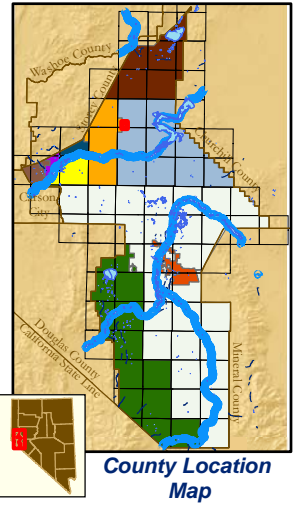 Washoe County
Storey County
Churchill County
Carson
City
Douglas County
California State Line
Mineral County
County Location
Map